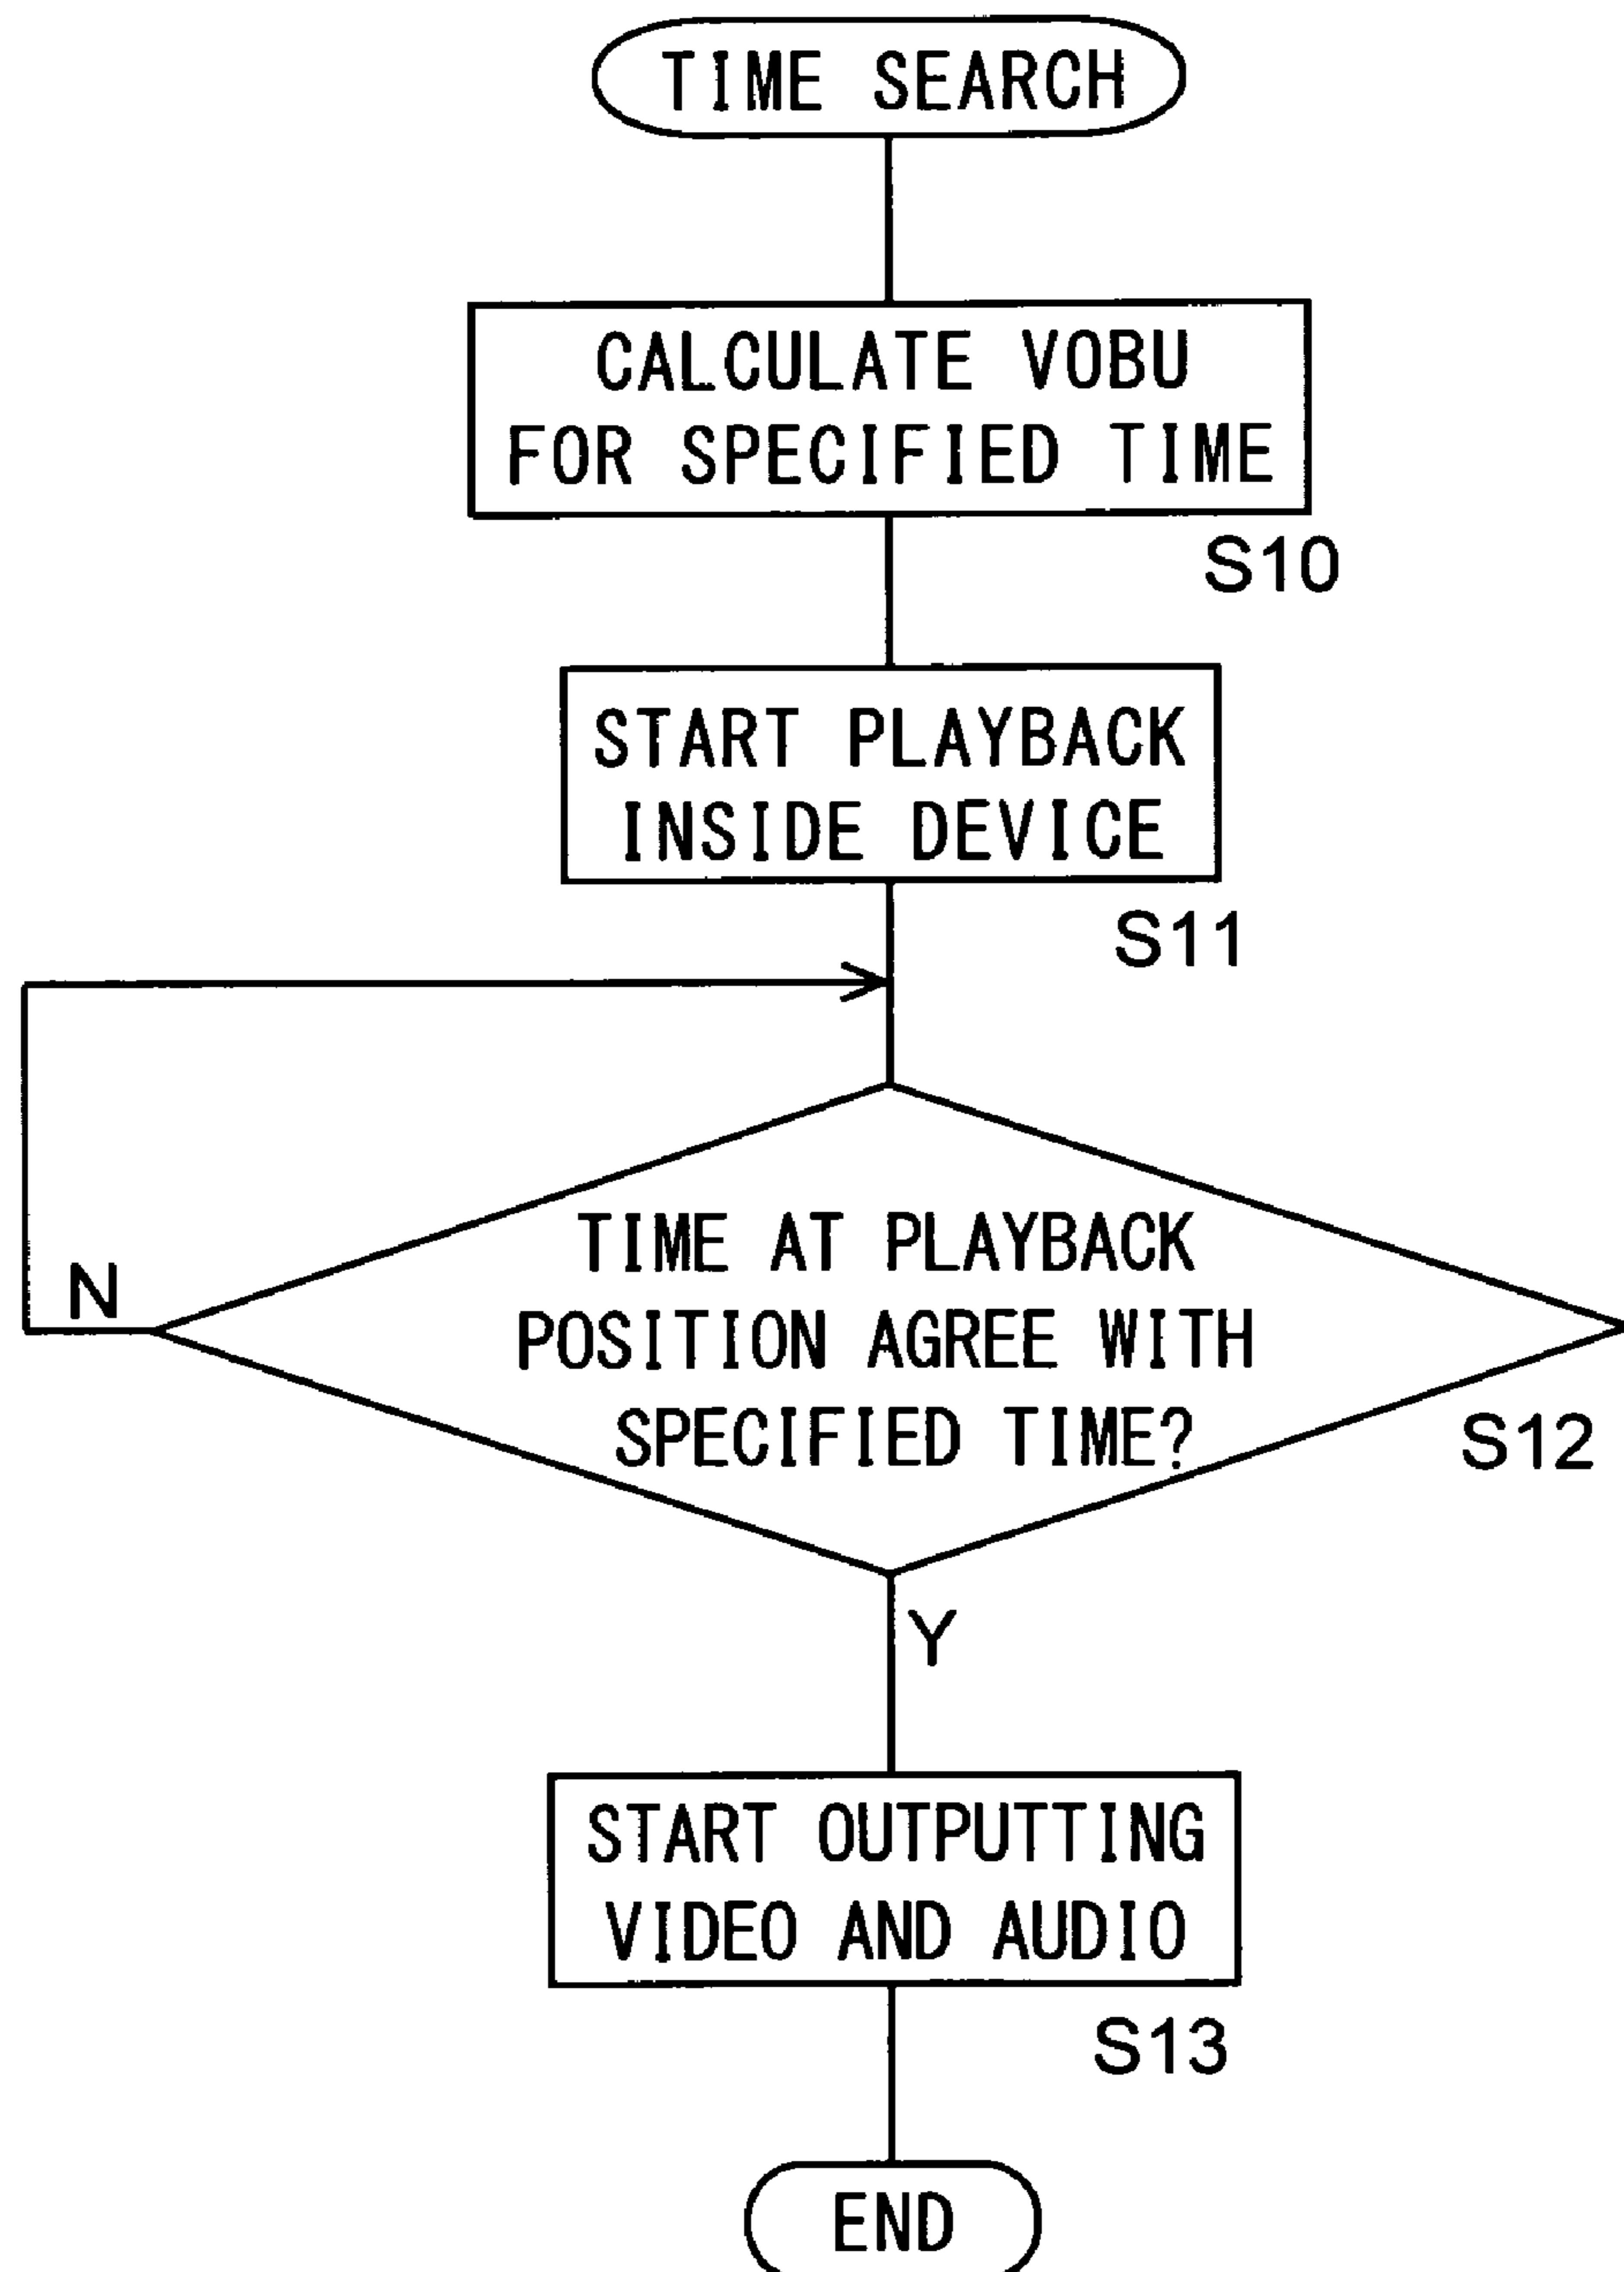 TIME SEARCH
CALCULATE VOBU
FOR SPECIFIED TIME
S10
START PLAYBACK
INSIDE DEVICE
S11
TIME AT PLAYBACK
POSITION AGREE WITH
SPECIFIED TIME?
N
S12
Y
START OUTPUTTING
VIDEO AND AUDIO
S13
END